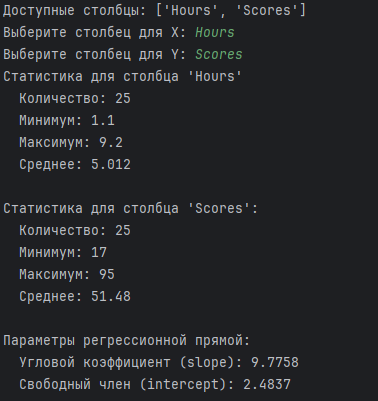 Доступные столбцы: ['Hours', 'Scores']
Выберите столбец для X: Hours
Выберите столбец для Y: Scores
Статистика для столбца 'Hours'
Количество: 25
Минимум: 1.1
Максимум: 9.2
Среднее: 5.012
Статистика для столбца 'Scores':
Количество: 25
Минимум: 17
Максимум: 95
Среднее: 51.48
Параметры регрессионной прямой:
Угловой коэффициент (slope): 9.7758
Свободный член (intercept): 2.4837